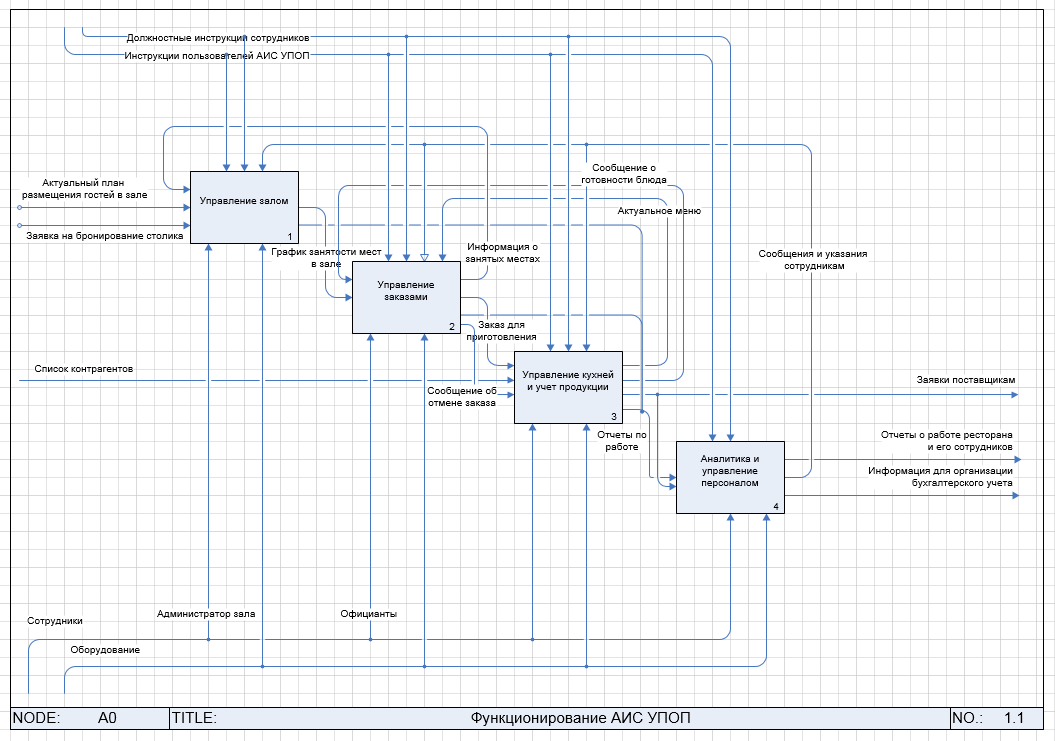 Должностные инструкции сотрудников
Инструкции пользователей АИС УПОП
Сообщение о
готовности блюда
Актуальный план
размещения гостей в зале
Управление залом
1
Актуальное меню
Заявка на бронирование столика
График занятости мест
в зале
Информация о
занятых местах
Сообщения и указания
сотрудникам
Управление
заказами
2
Заказ для
приготовления
Список контрагентов
Управление кухней
и учет продукции
3
Заявки поставщикам
Сообщение об
отмене заказа
Отчеты по
работе
Отчеты о работе ресторана
и его сотрудников
Аналитика и
управление
персоналом
4
Информация для организации
бухгалтерского учета
Сотрудники
Администратор зала
Официанты
Оборудование
NODE: A0 TITLE: Функционирование АИС УПОП NO.: 1.1